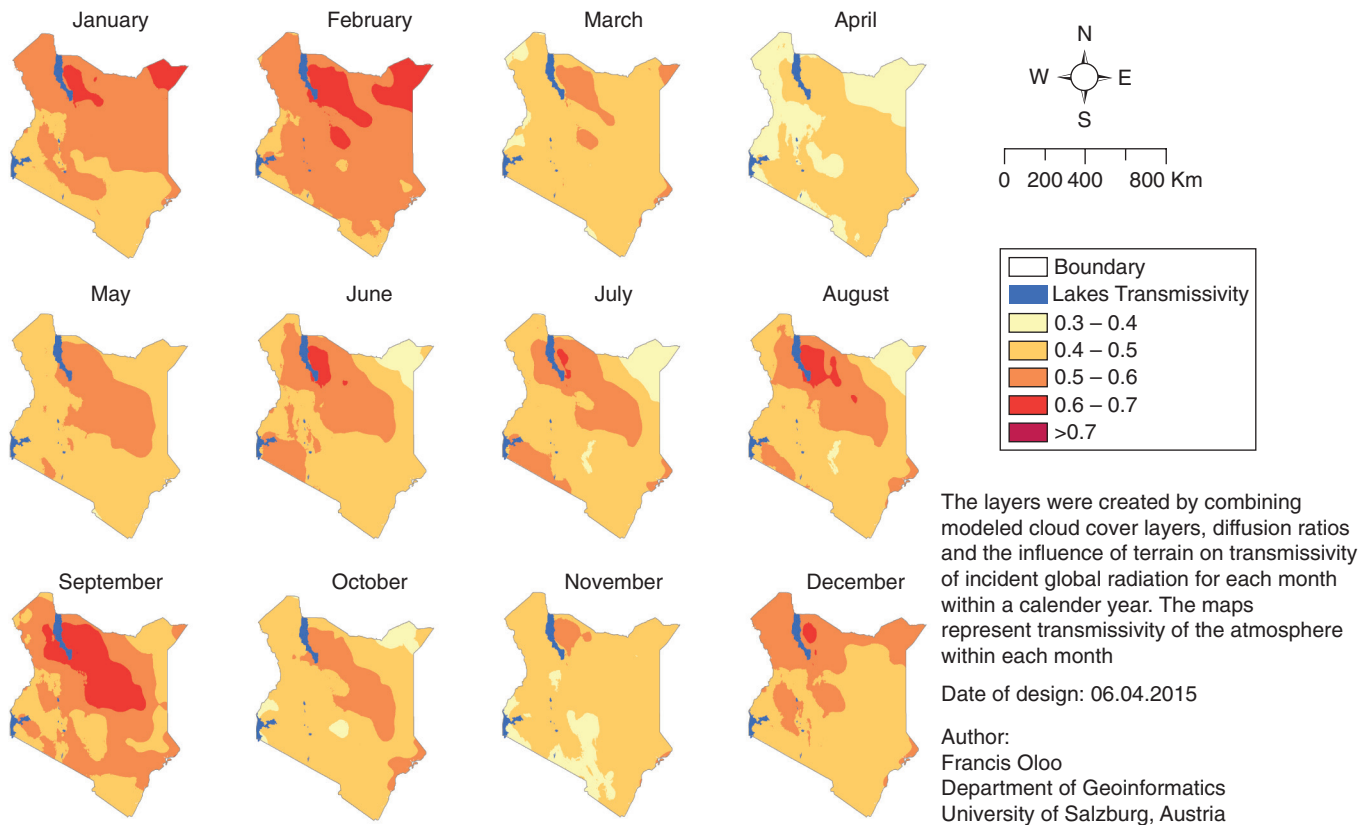 January
February
March
April
N
W
E
S
0 200 400 800 Km
May
June
July
August
Boundary
Lakes Transmissivity
0.3 – 0.4
0.4 – 0.5
0.5 – 0.6
0.6 – 0.7
>0.7
September
October
November
December
The layers were created by combining
modeled cloud cover layers, diffusion ratios
and the influence of terrain on transmissivity
of incident global radiation for each month
within a calender year. The maps
represent transmissivity of the atmosphere
within each month
Date of design: 06.04.2015
Author:
Francis Oloo
Department of Geoinformatics
University of Salzburg, Austria